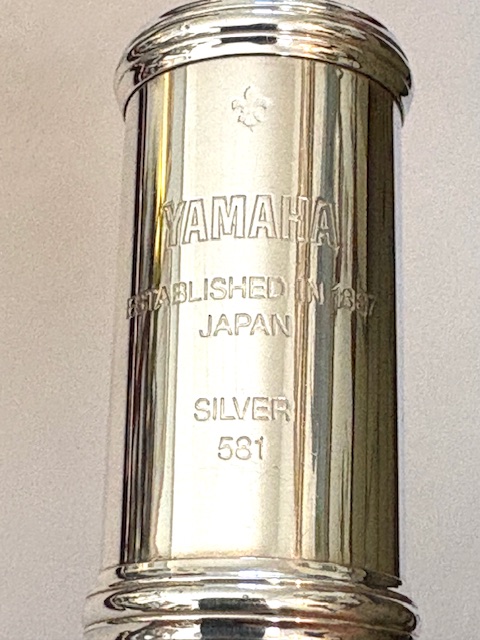 YAMAHA
ESTABLISHED IN 1887
JAPAN
SILVER
581